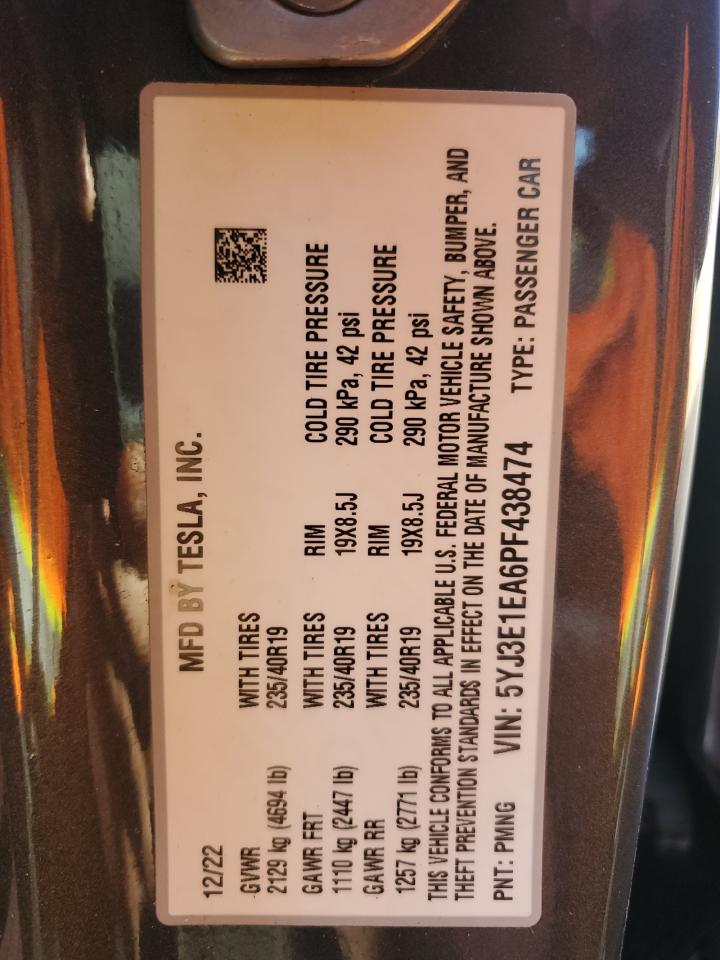 MFD BY TESLA, INC.
12/22
GVWR WITH TIRES
2129 kg (4694 lb) 235/40R19
GAWR FRT WITH TIRES RIM COLD TIRE PRESSURE
1110 kg (2447 lb) 235/40R19 19X8.5J 290 kPa, 42 psi
GAWR RR WITH TIRES RIM COLD TIRE PRESSURE
1257 kg (2771 lb) 235/40R19 19X8.5J 290 kPa, 42 psi
THIS VEHICLE CONFORMS TO ALL APPLICABLE U.S. FEDERAL MOTOR VEHICLE SAFETY, BUMPER, AND
THEFT PREVENTION STANDARDS IN EFFECT ON THE DATE OF MANUFACTURE SHOWN ABOVE.
PNT: PMNG VIN: 5YJ3E1EA6PF438474 TYPE: PASSENGER CAR